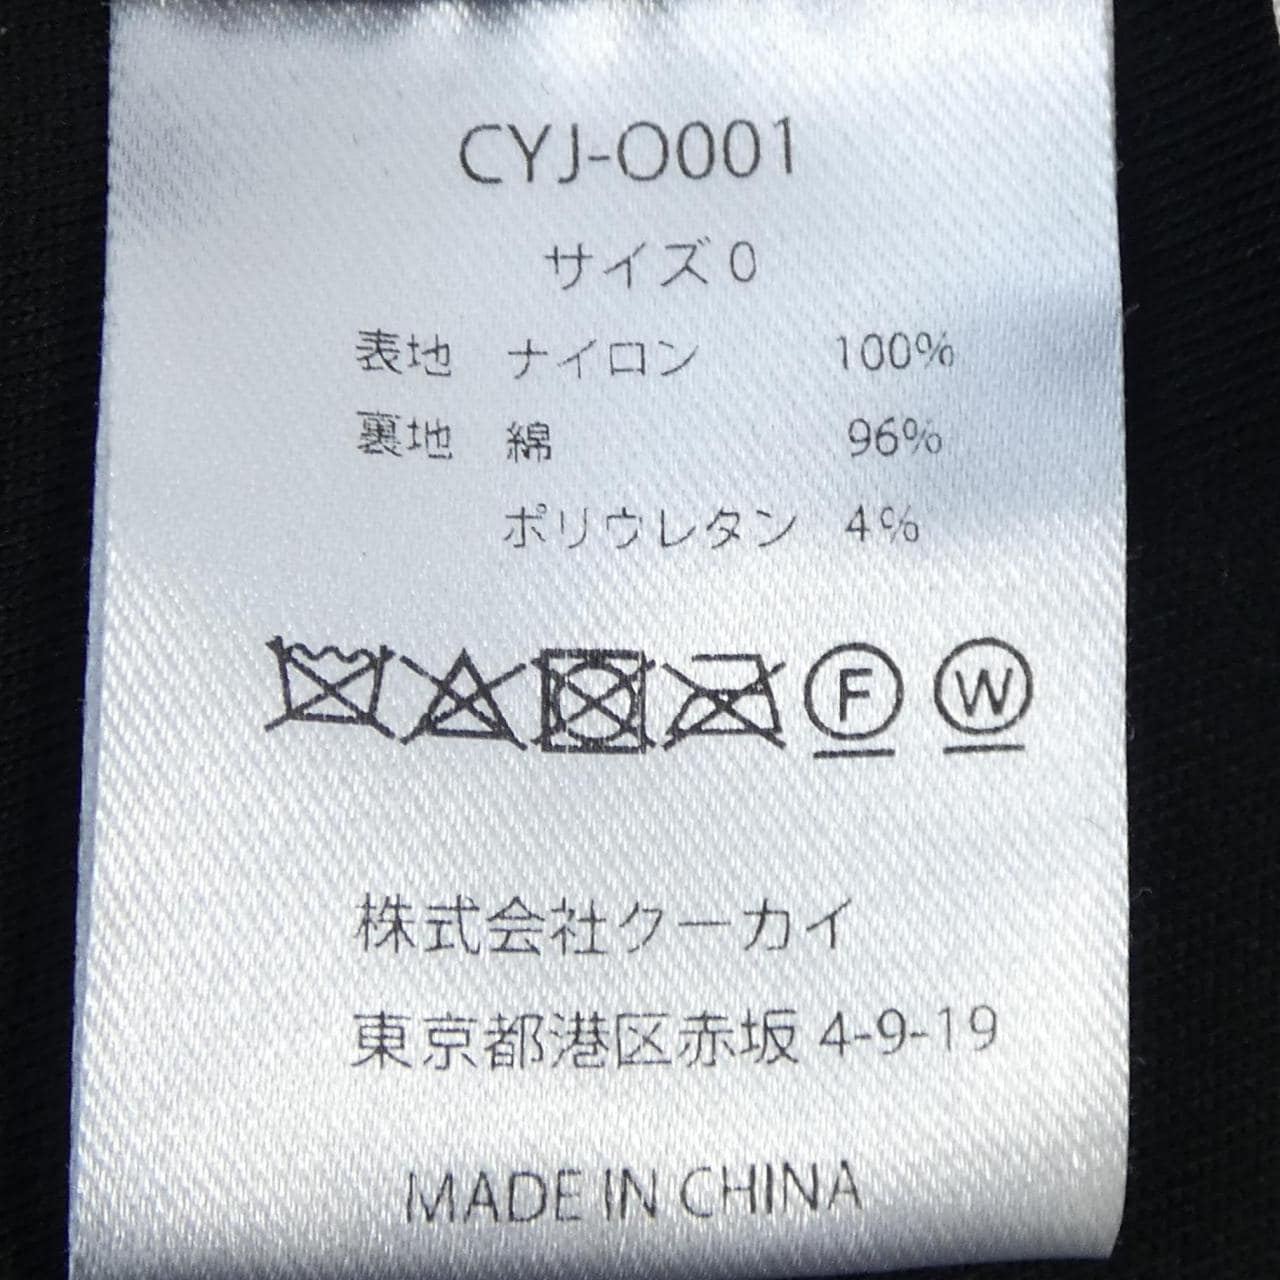 CYJ-O001
サイズ 0
表地 ナイロン 100%
裏地 綿 96%
ポリウレタン 4%
F W
株式会社クーカイ
東京都港区赤坂 4-9-19
MADE IN CHINA